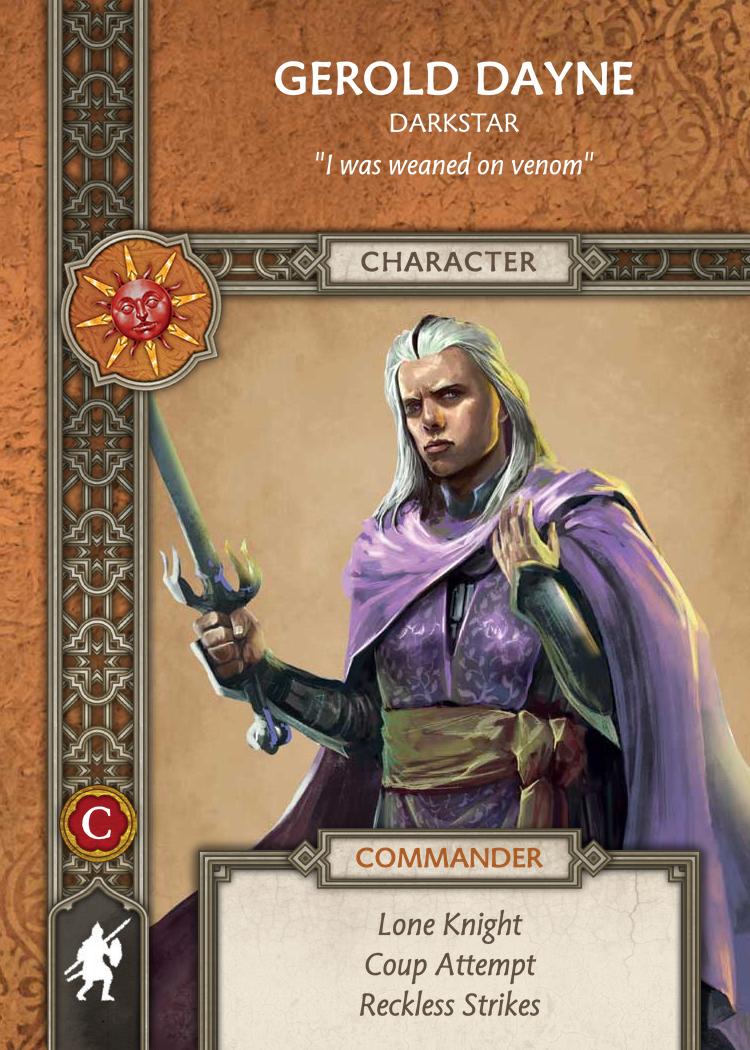 GEROLD DAYNE
DARKSTAR
"I was weaned on venom"
CHARACTER
C
COMMANDER
Lone Knight
Coup Attempt
Reckless Strikes